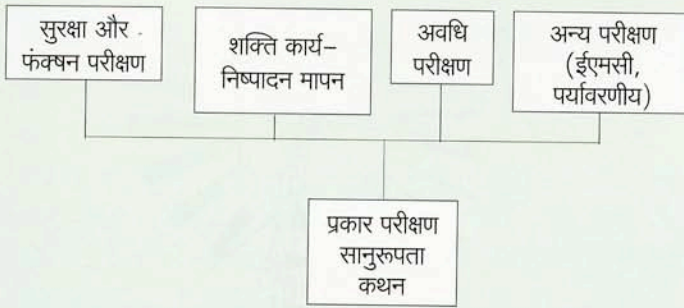 सुरक्षा और
फंक्षन परीक्षण
शक्ति कार्य–
निष्पादन मापन
अवधि
परीक्षण
अन्य परीक्षण
(ईएमसी,
पर्यावरणीय)
प्रकार परीक्षण
सानुरूपता
कथन